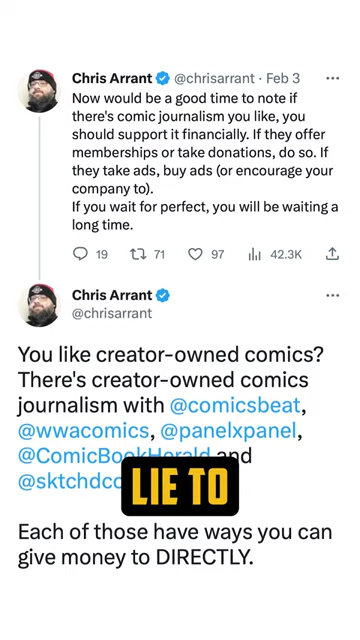 Chris Arrant @chrisarrant · Feb 3
Now would be a good time to note if
there's comic journalism you like, you
should support it financially. If they offer
memberships or take donations, do so. If
they take ads, buy ads (or encourage your
company to).
If you wait for perfect, you will be waiting a
long time.
19 71 97 42.3K
Chris Arrant
@chrisarrant
You like creator-owned comics?
There's creator-owned comics
journalism with @comicsbeat,
@wwacomics, @panelxpanel,
@ComicBookHerald and
LIE TO
Each of those have ways you can
give money to DIRECTLY.